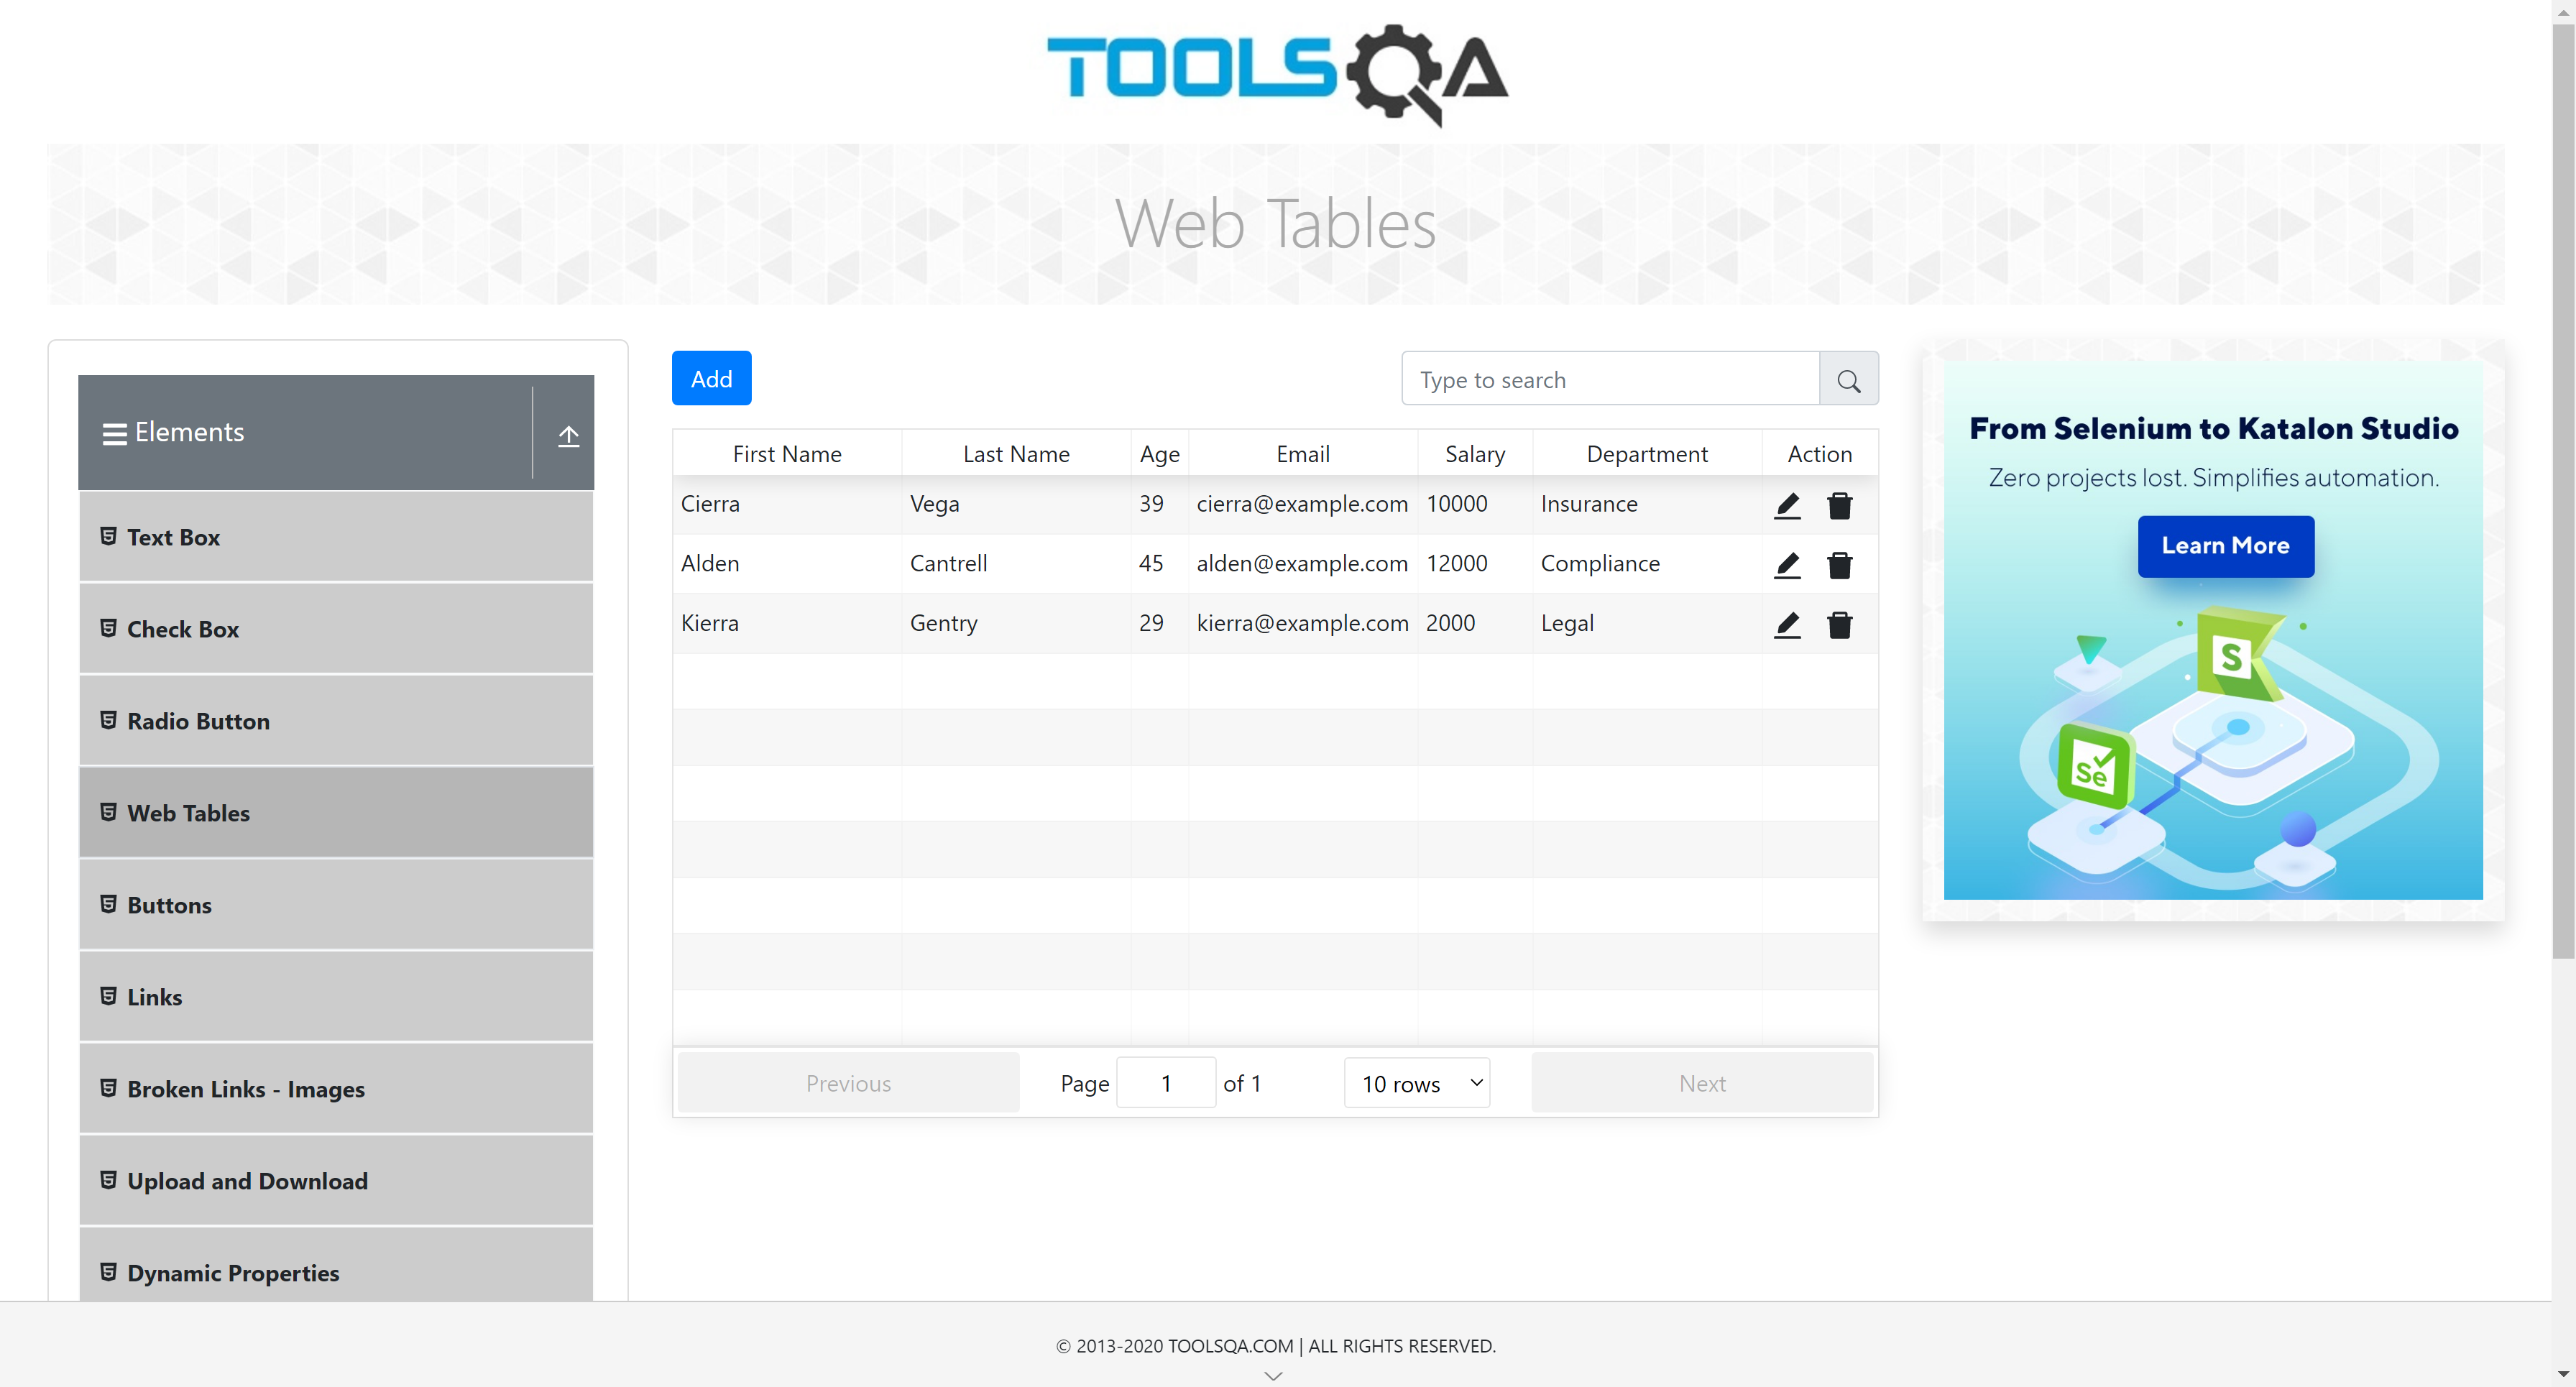 TOOLSQA
Web Tables
Elements
Text Box
Check Box
Radio Button
Web Tables
Buttons
Links
Broken Links - Images
Upload and Download
Dynamic Properties
Add
Type to search
First Name Last Name Age Email Salary Department Action
Cierra Vega 39 cierra@example.com 10000 Insurance
Alden Cantrell 45 alden@example.com 12000 Compliance
Kierra Gentry 29 kierra@example.com 2000 Legal
Previous Page 1 of 1 10 rows Next
From Selenium to Katalon Studio
Zero projects lost. Simplifies automation.
Learn More
S
Se
© 2013-2020 TOOLSQA.COM | ALL RIGHTS RESERVED.